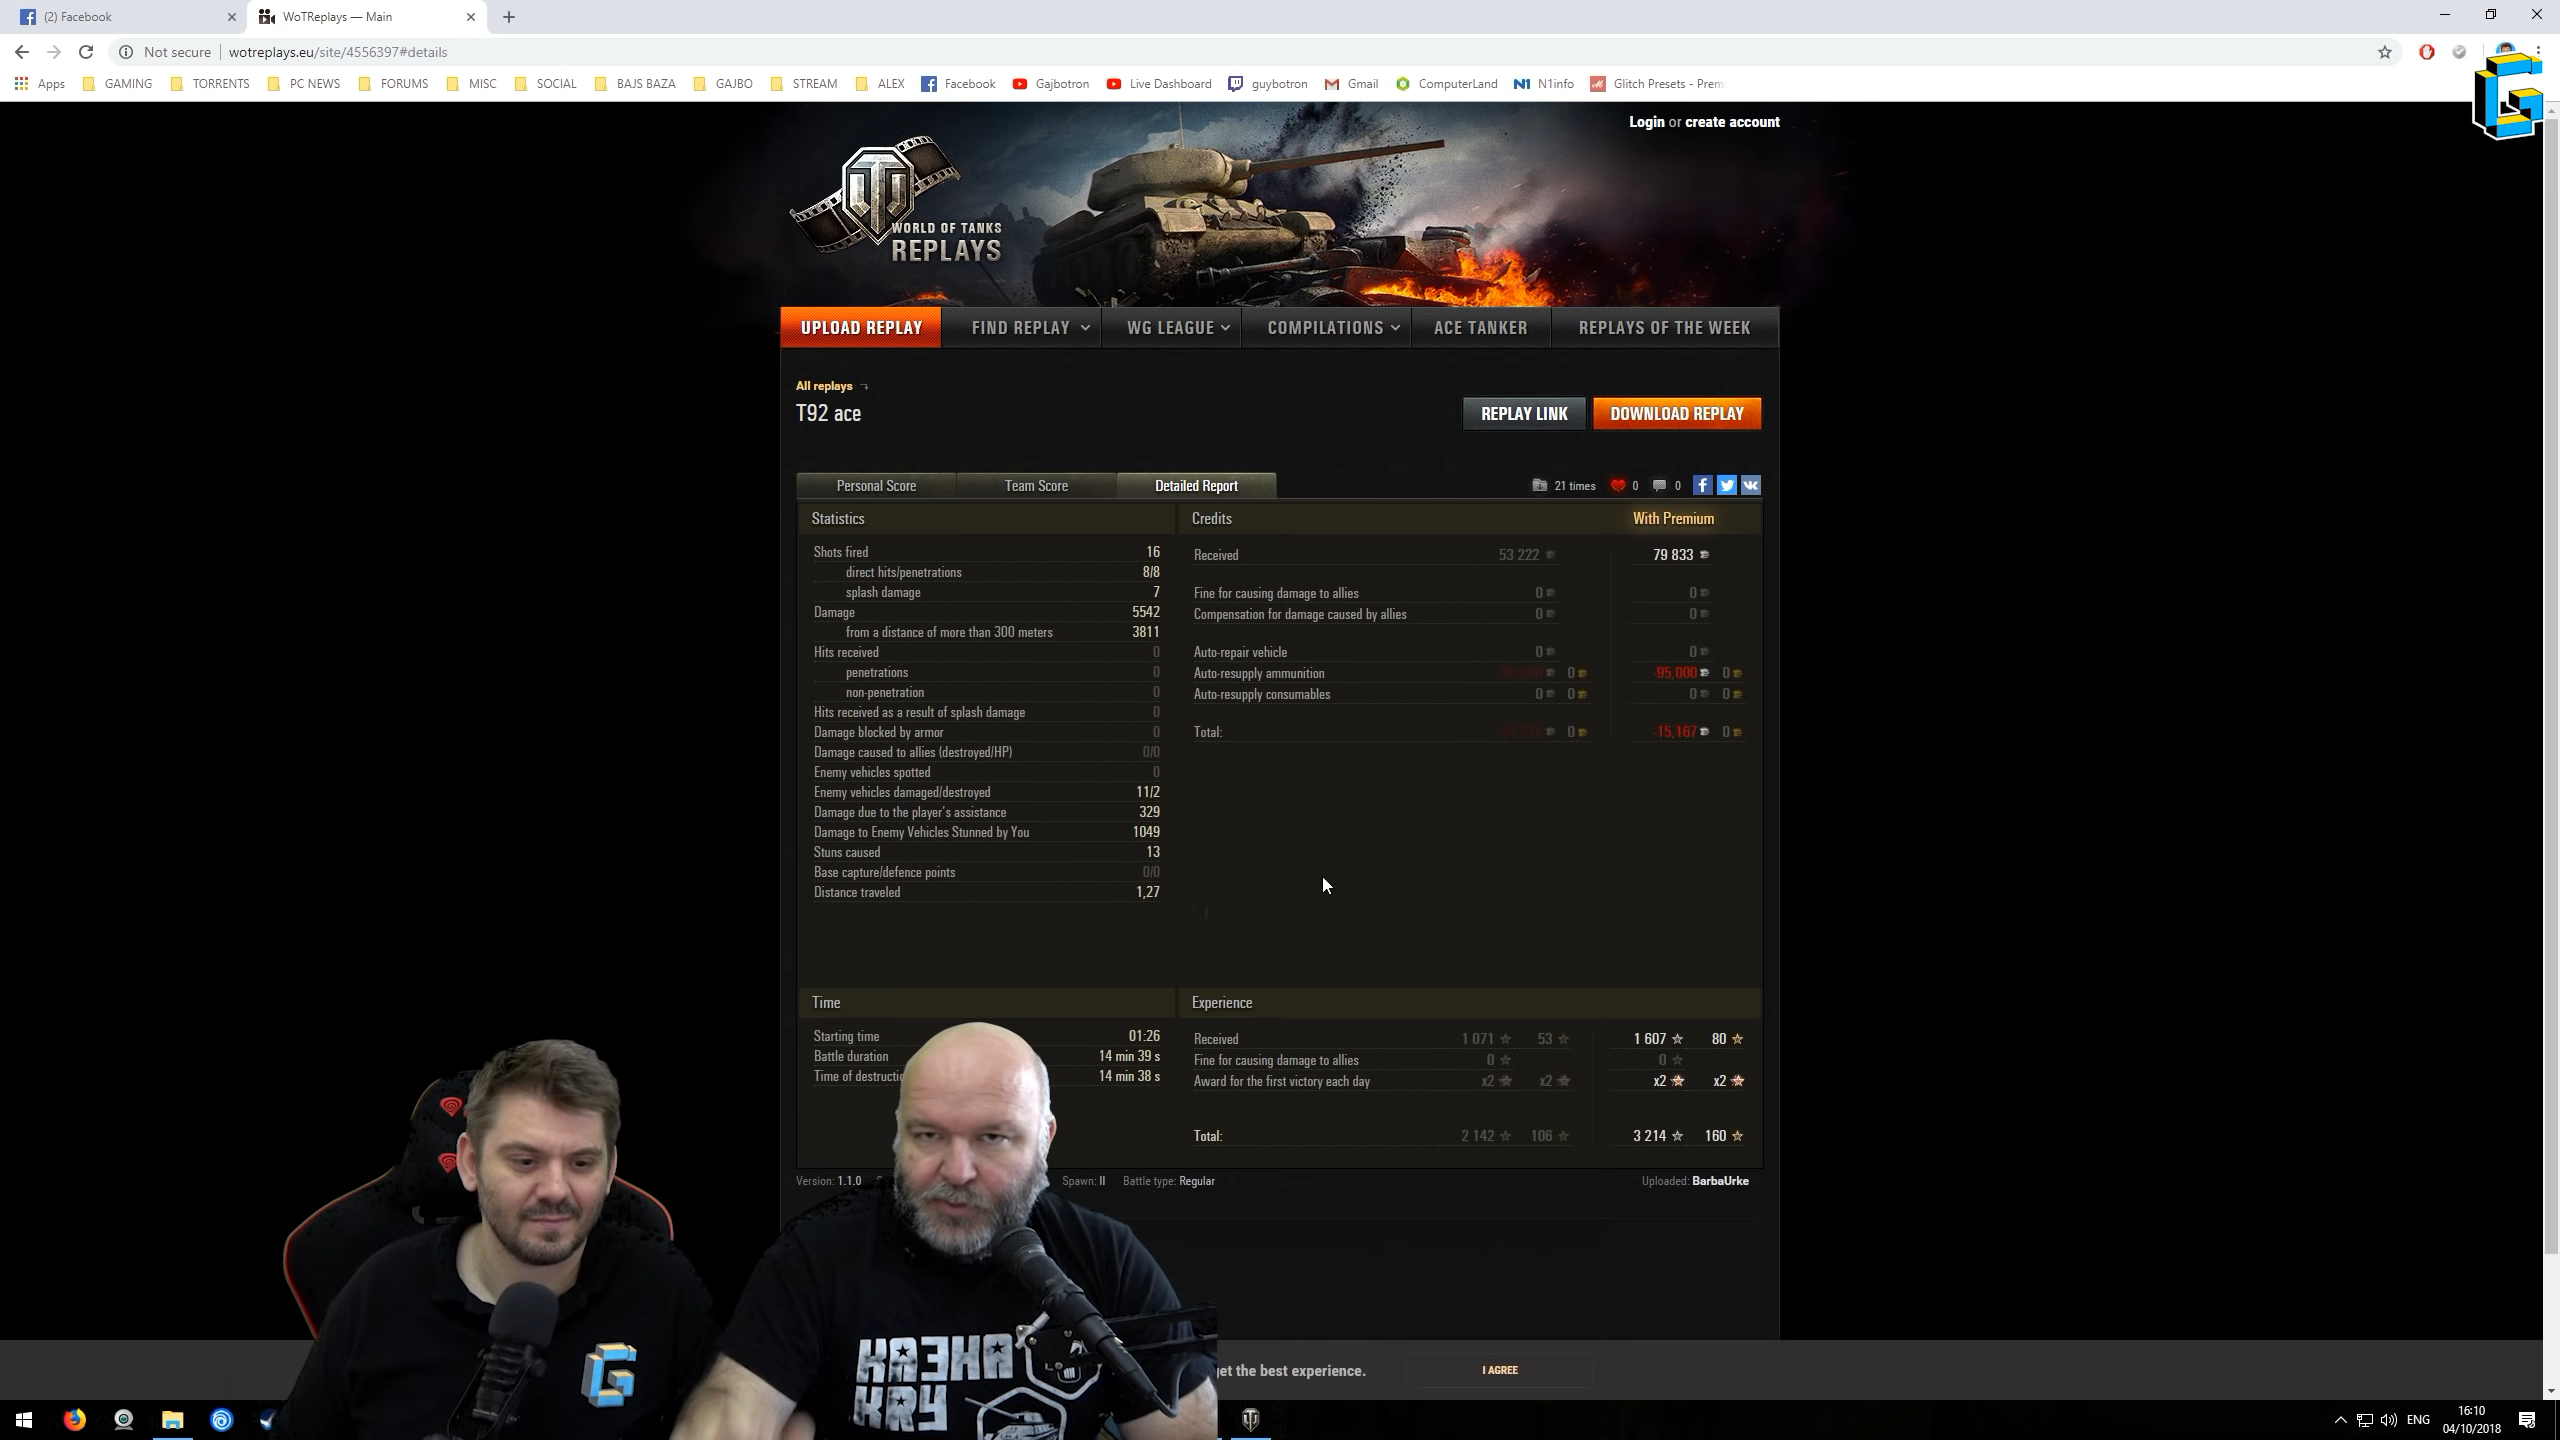 (2) Facebook
WoTReplays — Main
Not secure
wotreplays.eu/site/4556397#details
Apps GAMING TORRENTS PC NEWS FORUMS MISC SOCIAL BAJS BAZA GAJBO STREAM ALEX Facebook Gajbotron Live Dashboard guybotron Gmail ComputerLand N1 N1info Glitch Presets - Prem
Login or create account
WORLD OF TANKS
REPLAYS
UPLOAD REPLAY FIND REPLAY WG LEAGUE COMPILATIONS ACE TANKER REPLAYS OF THE WEEK
All replays
T92 ace
REPLAY LINK DOWNLOAD REPLAY
Personal Score Team Score Detailed Report 21 times 0 0
Statistics
Shots fired 16
direct hits/penetrations 8/8
splash damage 7
Damage 5542
from a distance of more than 300 meters 3811
Hits received 0
penetrations 0
non-penetration 0
Hits received as a result of splash damage 0
Damage blocked by armor 0
Damage caused to allies (destroyed/HP) 0/0
Enemy vehicles spotted 0
Enemy vehicles damaged/destroyed 11/2
Damage due to the player's assistance 329
Damage to Enemy Vehicles Stunned by You 1049
Stuns caused 13
Base capture/defence points 0/0
Distance traveled 1,27
Credits With Premium
Received 53 222 79 833
Fine for causing damage to allies 0 0
Compensation for damage caused by allies 0 0
Auto-repair vehicle 0 0
Auto-resupply ammunition 0 -95,000 0
Auto-resupply consumables 0 0 0 0
Total: 0 -15,167 0
Time
Starting time 01:26
Battle duration 14 min 39 s
Time of destructio 14 min 38 s
Experience
Received 1 071 53 1 607 80
Fine for causing damage to allies 0 0
Award for the first victory each day x2 x2 x2 x2
Total: 2 142 106 3 214 160
Version: 1.1.0 Spawn: II Battle type: Regular Uploaded: BarbaUrke
get the best experience. I AGREE
КАЗНА
КRУ
ENG
16:10
04/10/2018